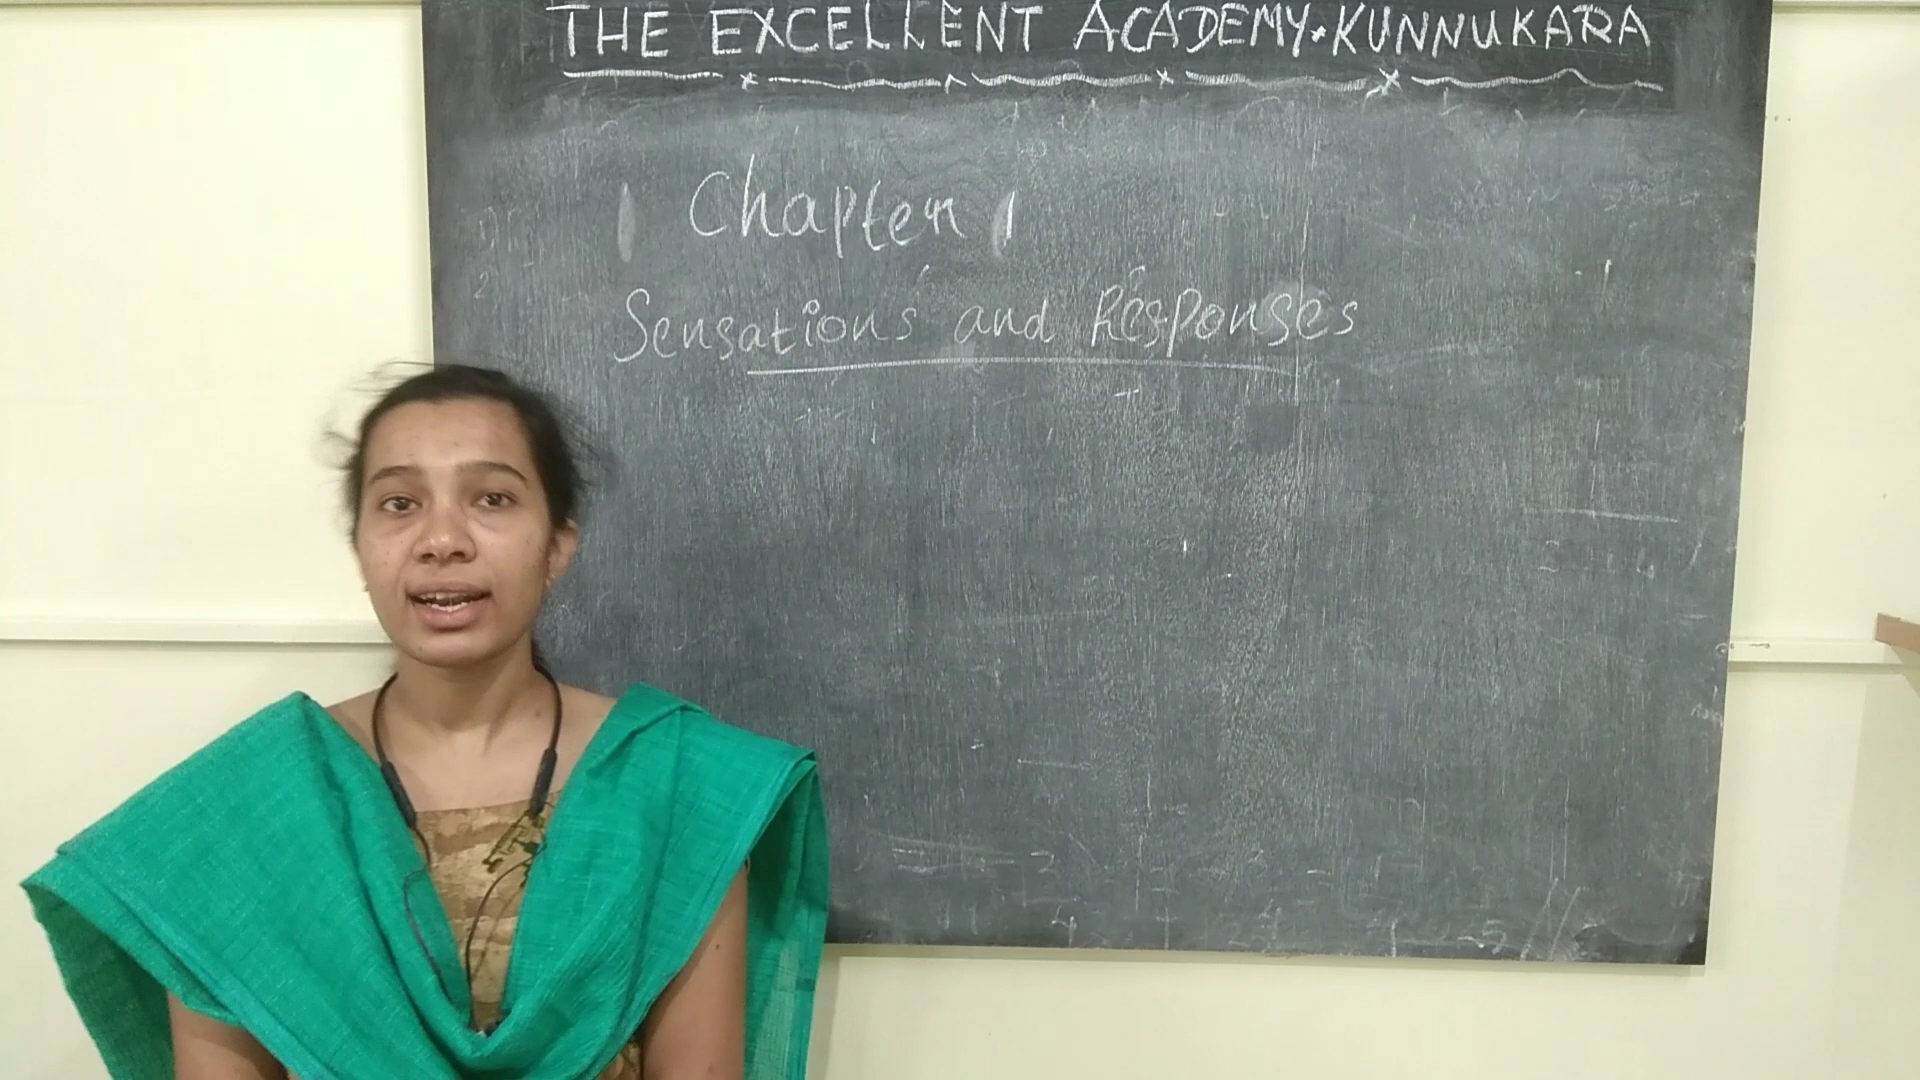 THE EXCELLENT ACADEMY•KUNNUKARA
Chapter 1
Sensations and Responses